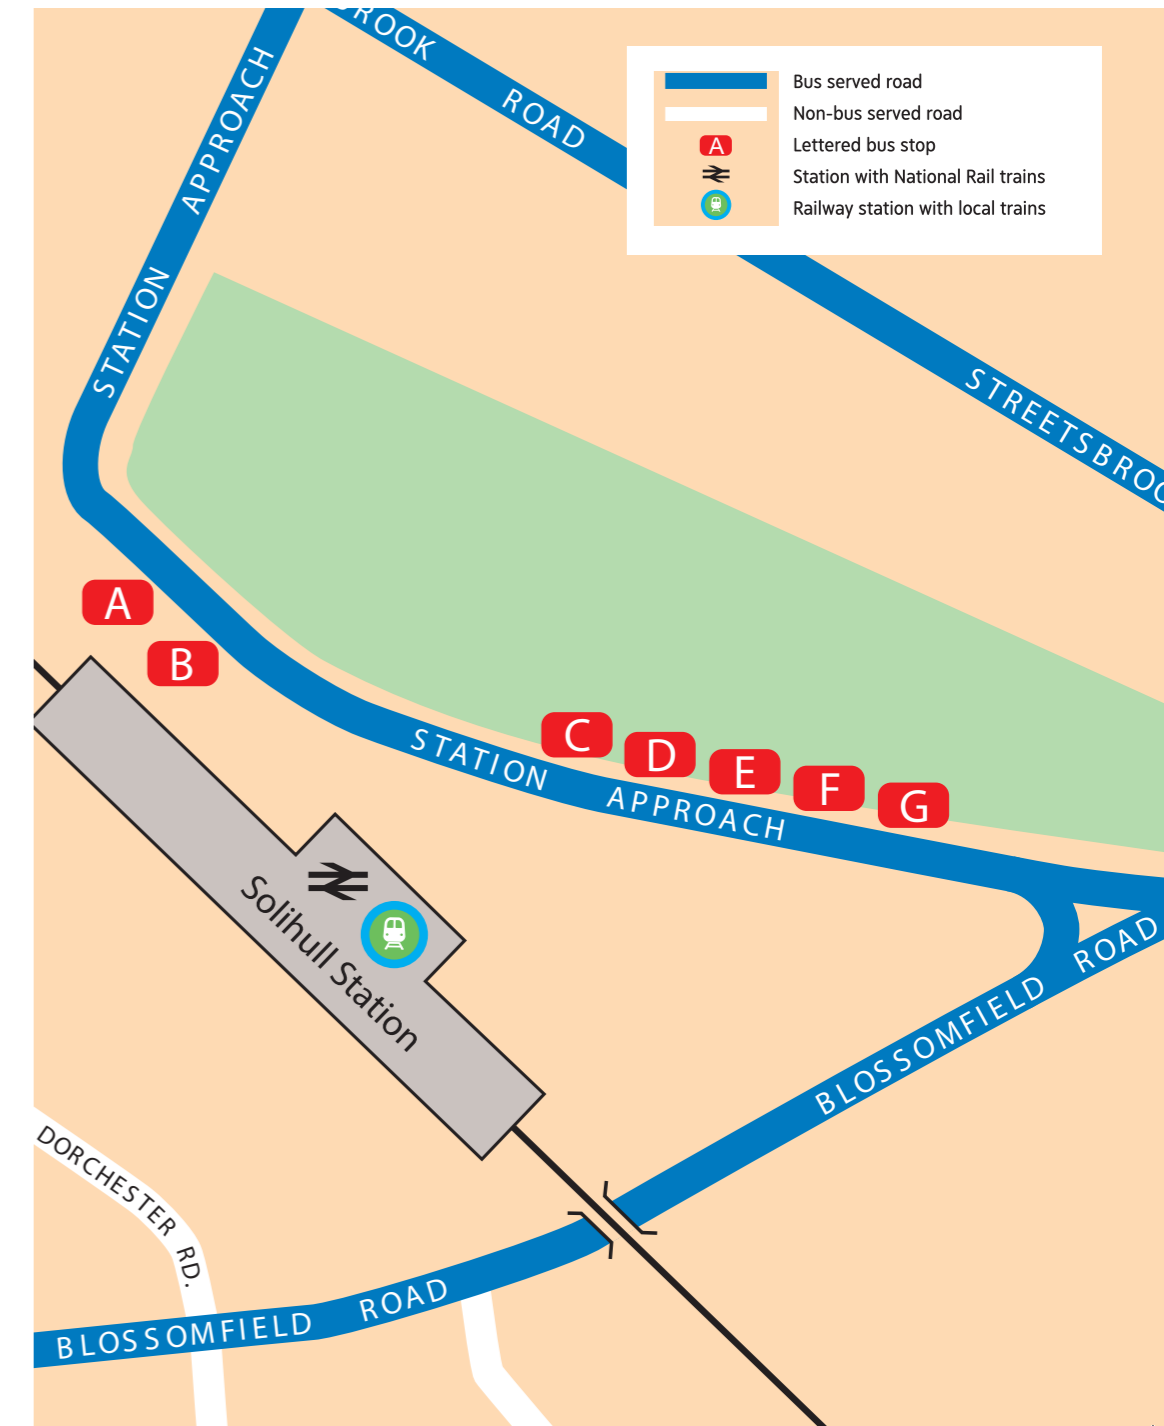 ROOK ROAD
STATION APPROACH
Bus served road
Non-bus served road
A Lettered bus stop
Station with National Rail trains
Railway station with local trains
STREETSBROO
A
B
C
D
E
F
G
STATION APPROACH
Solihull Station
BLOSSOMFIELD ROAD
DORCHESTER RD.
BLOSSOMFIELD ROAD